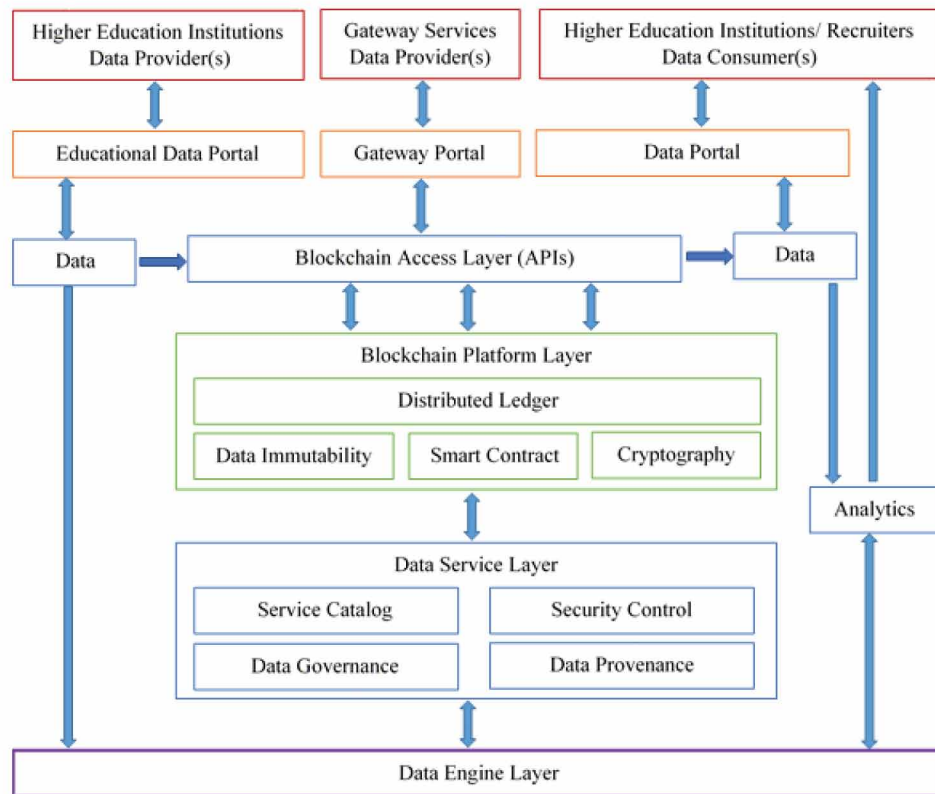 Higher Education Institutions
Data Provider(s)
Gateway Services
Data Provider(s)
Higher Education Institutions/ Recruiters
Data Consumer(s)
Educational Data Portal
Gateway Portal
Data Portal
Data
Blockchain Access Layer (APIs)
Data
Blockchain Platform Layer
Distributed Ledger
Data Immutability
Smart Contract
Cryptography
Analytics
Data Service Layer
Service Catalog
Security Control
Data Governance
Data Provenance
Data Engine Layer